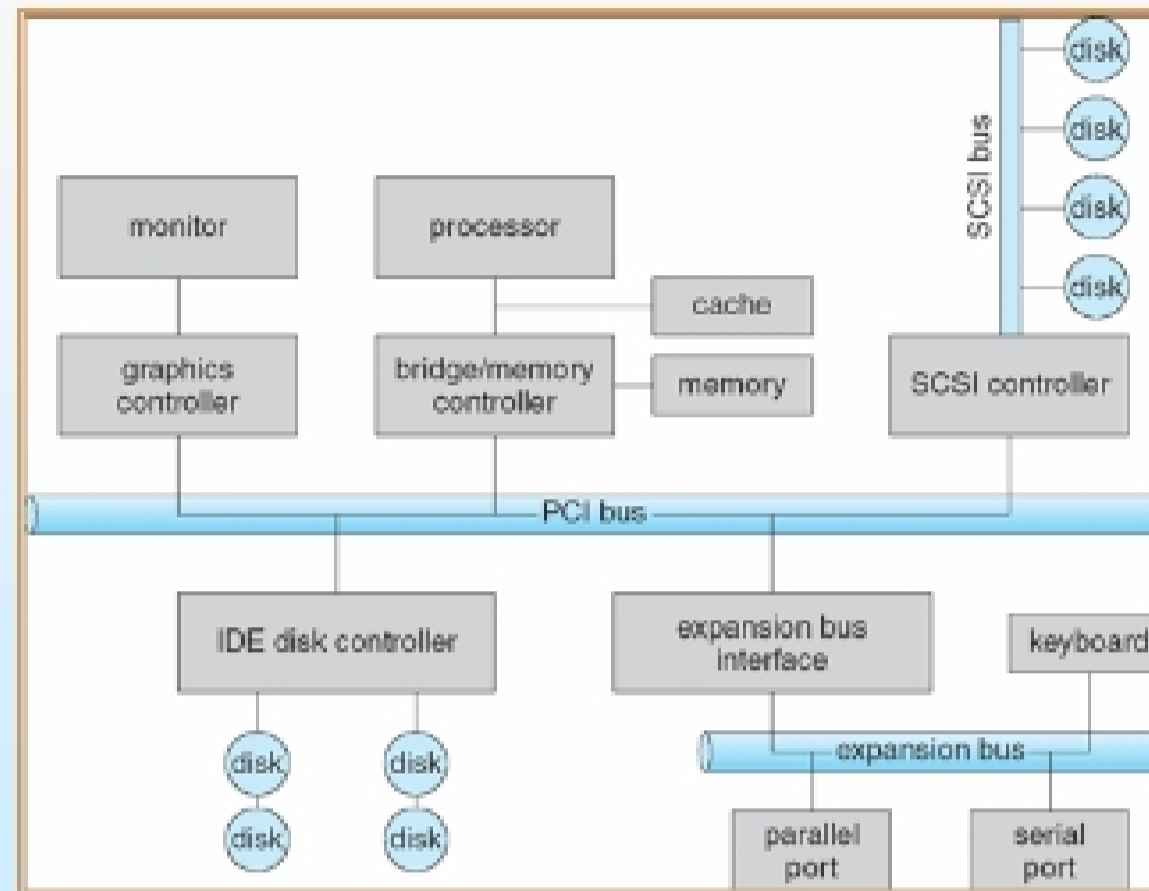 disk
disk
SCSI bus
disk
disk
monitor
processor
cache
graphics
controller
bridge/memory
controller
memory
SCSI controller
PCI bus
IDE disk controller
expansion bus
interface
keyboard
disk
disk
expansion bus
disk
disk
parallel
port
serial
port